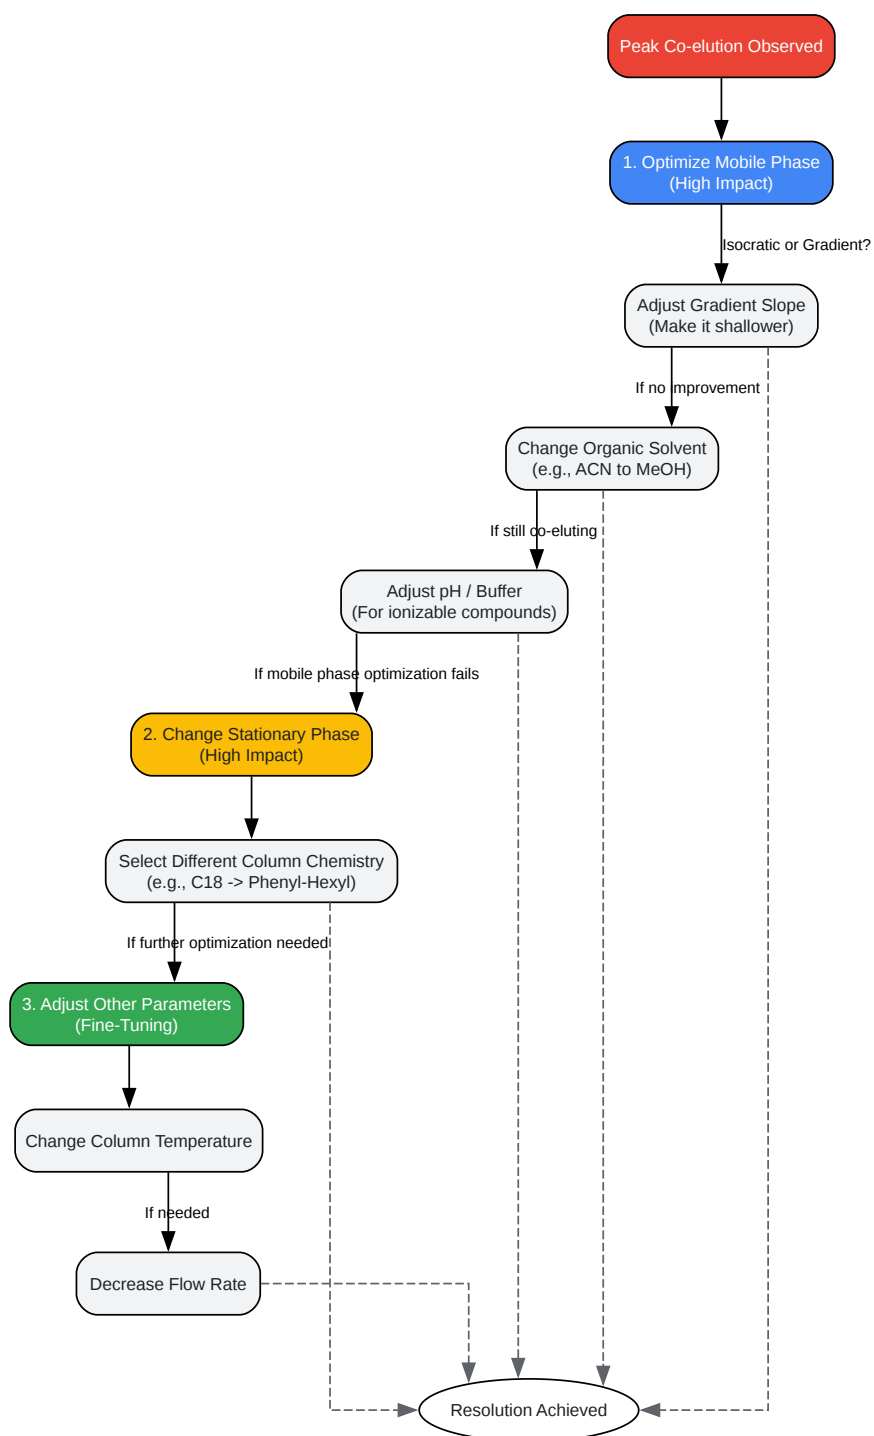 Peak Co-elution Observed
1. Optimize Mobile Phase
(High Impact)
Isocratic or Gradient?
Adjust Gradient Slope
(Make it shallower)
If no improvement
Change Organic Solvent
(e.g., ACN to MeOH)
If still co-eluting
Adjust pH / Buffer
(For ionizable compounds)
If mobile phase optimization fails
2. Change Stationary Phase
(High Impact)
Select Different Column Chemistry
(e.g., C18 -> Phenyl-Hexyl)
If further optimization needed
3. Adjust Other Parameters
(Fine-Tuning)
Change Column Temperature
If needed
Decrease Flow Rate
Resolution Achieved